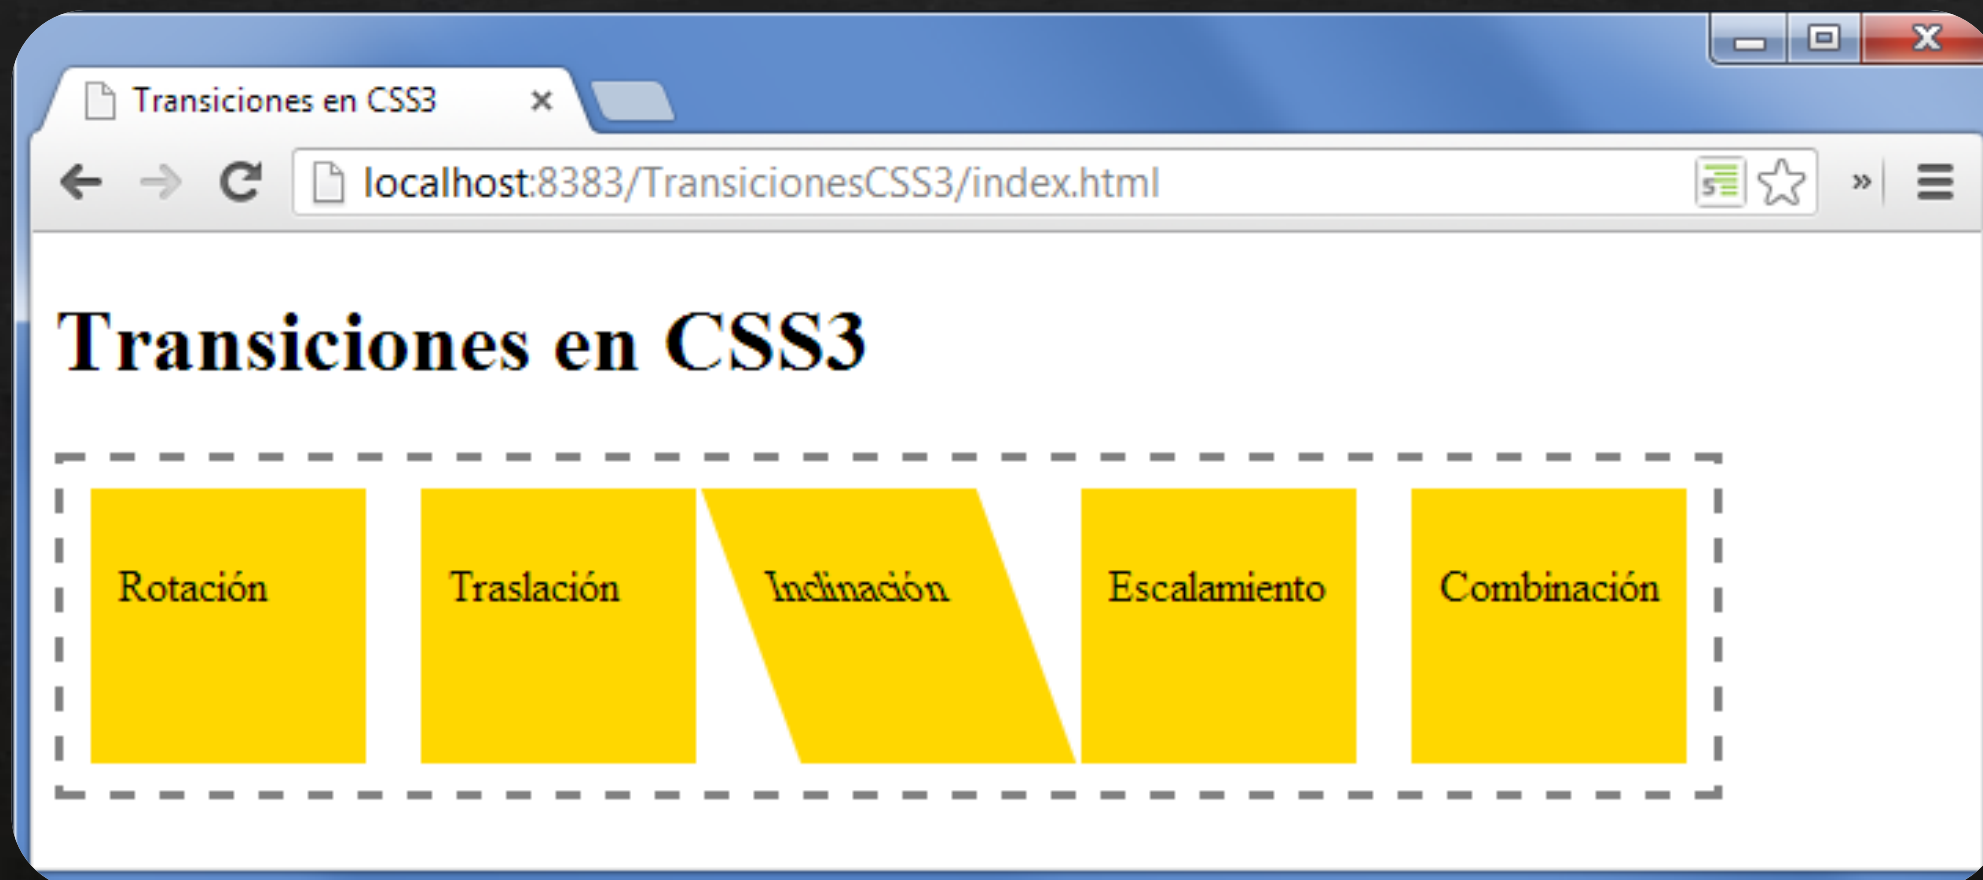 Transiciones en CSS3
localhost:8383/TransicionesCSS3/index.html
Transiciones en CSS3
Rotación Traslación Inclinación Escalamiento Combinación